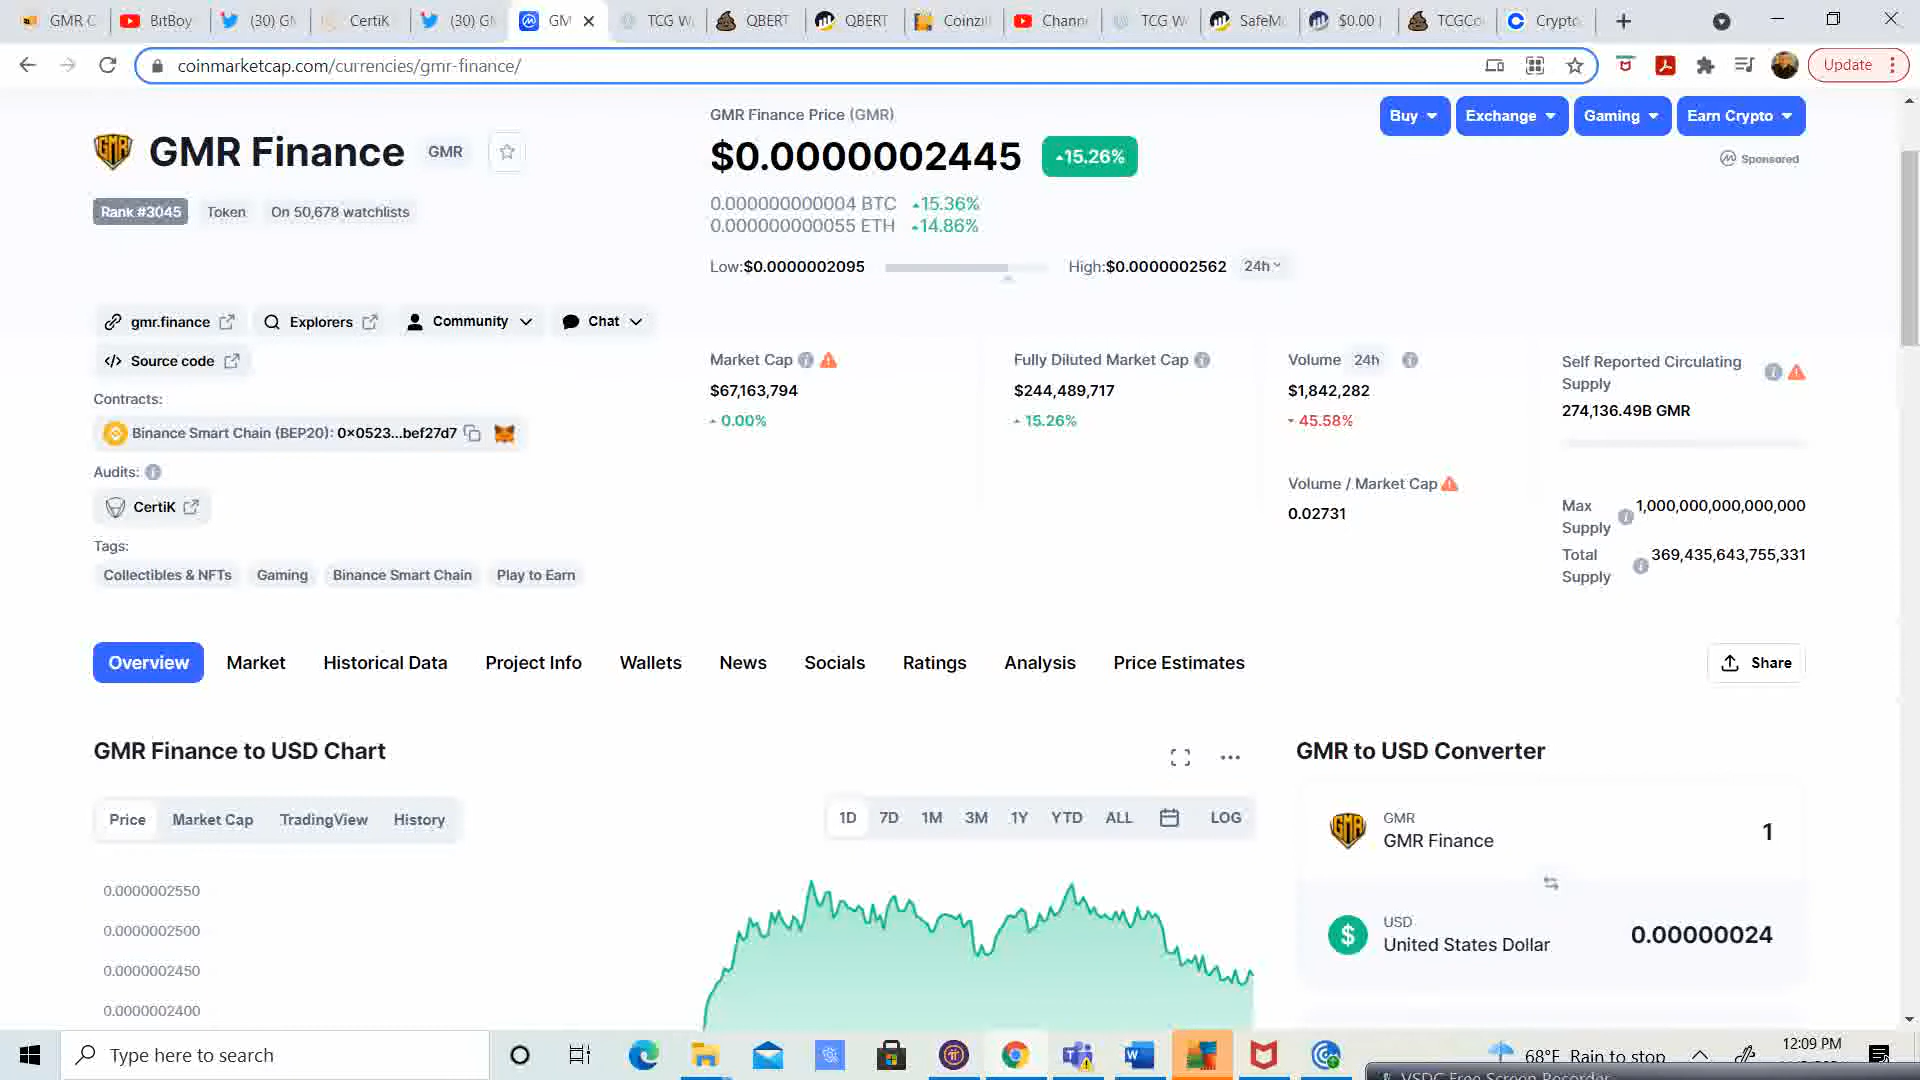 GMR C
BitBoy
(30) GM
CertiK
(30) GM
GM
TCG W
QBERT
QBERT
Coinzil
Chann
TCG W
SafeMo
$0.00 |
TCGCo
Crypto
coinmarketcap.com/currencies/gmr-finance/
Update
GMR Finance GMR
Rank #3045 Token On 50,678 watchlists
GMR Finance Price (GMR)
$0.0000002445 15.26%
0.000000000004 BTC 15.36%
0.000000000055 ETH 14.86%
Low:$0.0000002095 High:$0.0000002562 24h
Buy Exchange Gaming Earn Crypto
Sponsored
gmr.finance Explorers Community Chat
Source code
Contracts:
Binance Smart Chain (BEP20): 0x0523...bef27d7
Audits:
CertiK
Tags:
Collectibles & NFTs Gaming Binance Smart Chain Play to Earn
Market Cap
$67,163,794
0.00%
Fully Diluted Market Cap
$244,489,717
15.26%
Volume 24h
$1,842,282
45.58%
Volume / Market Cap
0.02731
Self Reported Circulating
Supply
274,136.49B GMR
Max
Supply
1,000,000,000,000,000
Total
Supply
369,435,643,755,331
Overview Market Historical Data Project Info Wallets News Socials Ratings Analysis Price Estimates Share
GMR Finance to USD Chart
Price Market Cap TradingView History
1D 7D 1M 3M 1Y YTD ALL LOG
0.0000002550
0.0000002500
0.0000002450
0.0000002400
GMR to USD Converter
GMR
GMR
GMR Finance
1
USD
United States Dollar
0.00000024
Type here to search
68°F Rain to stop
12:09 PM
VSDC Free Screen Recorder